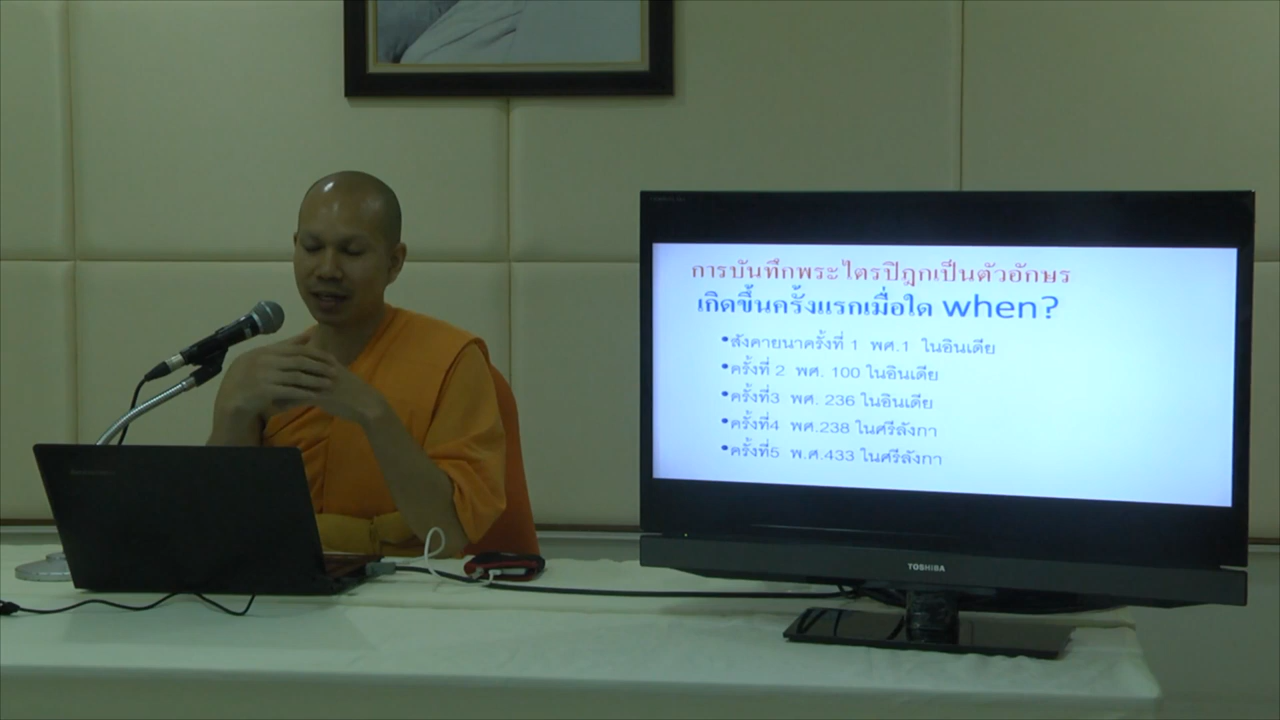 การบันทึกพระไตรปิฎกเป็นตัวอักษร
เกิดขึ้นครั้งแรกเมื่อใด when?
•สังคายนาครั้งที่ 1 พศ.1 ในอินเดีย
•ครั้งที่ 2 พศ. 100 ในอินเดีย
•ครั้งที่3 พศ. 236 ในอินเดีย
•ครั้งที่4 พศ.238 ในศรีลังกา
•ครั้งที่5 พ.ศ.433 ในศรีลังกา
TOSHIBA